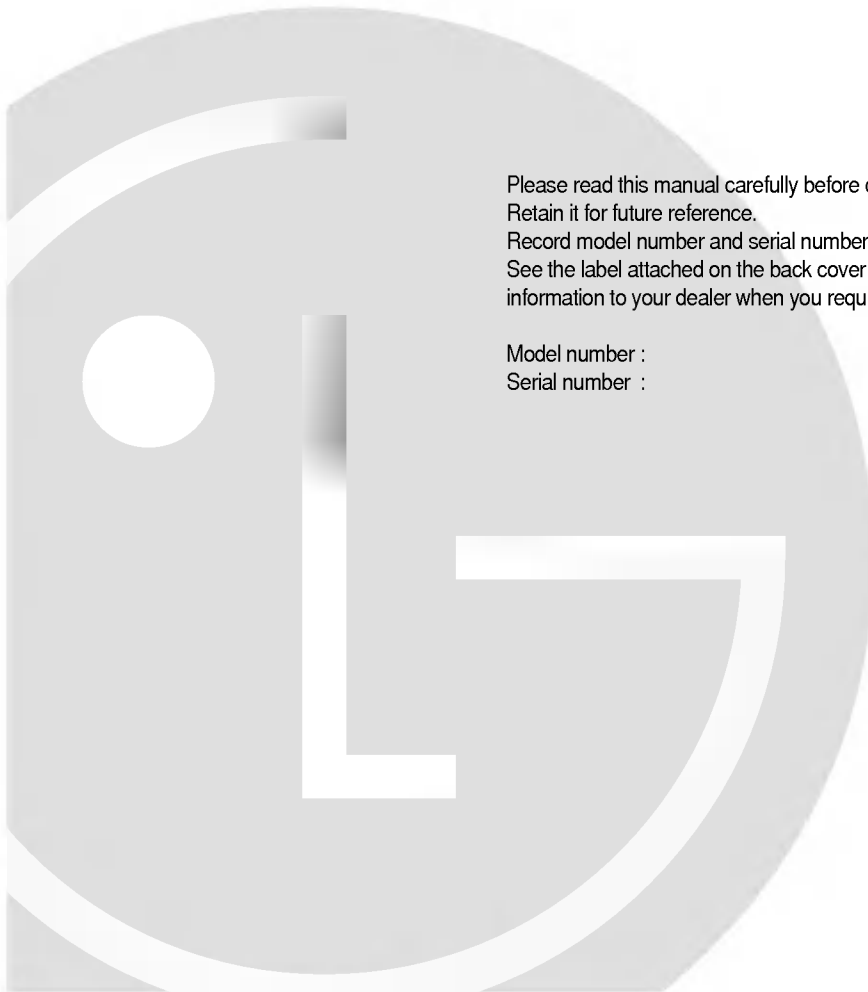 Please read this manual carefully before
Retain it for future reference.
Record model number and serial number
See the label attached on the back cover
information to your dealer when you requ
Model number :
Serial number :